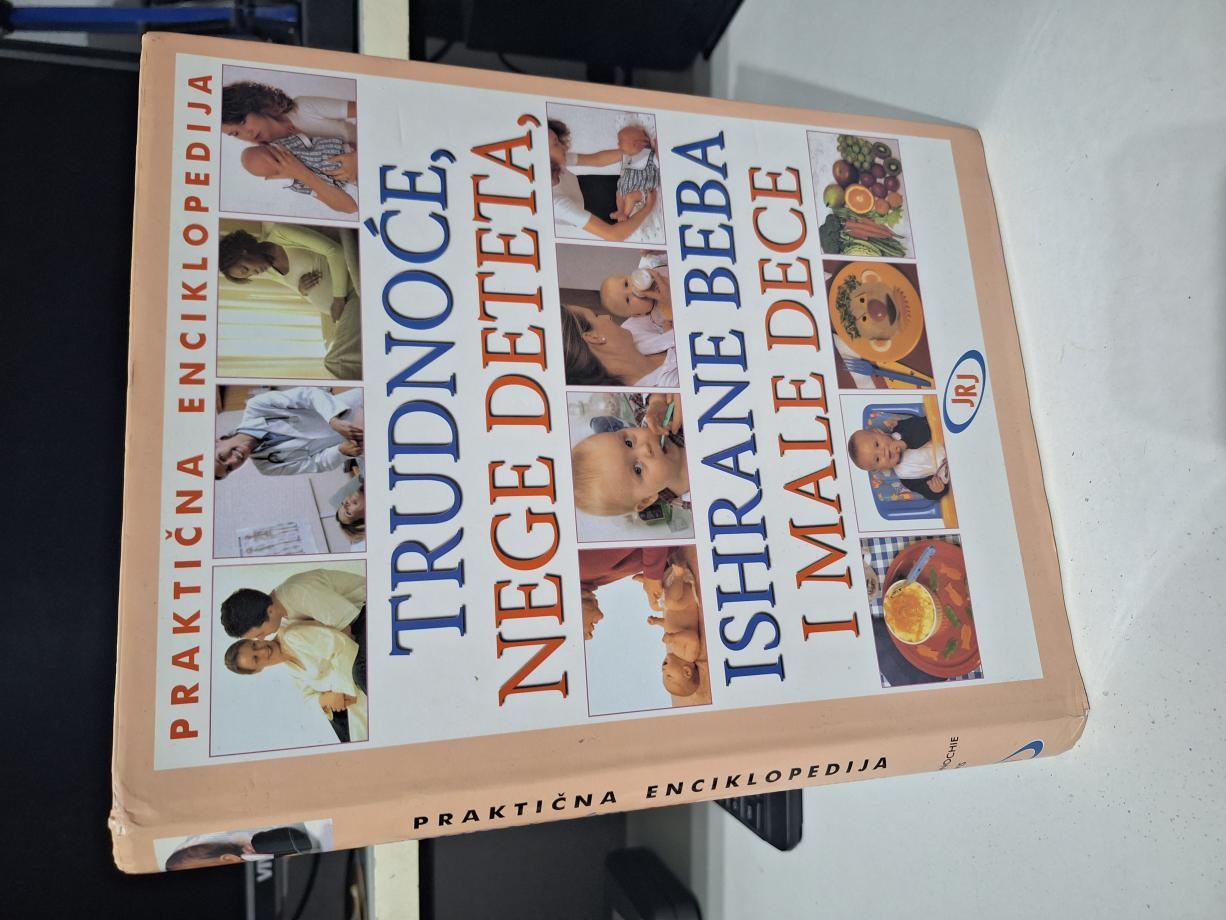 PRAKTIČNA ENCIKLOPEDIJA
TRUDNOĆE,
NEGE DETETA,
ISHRANE BEBA
I MALE DECE
JRJ
PRAKTIČNA ENCIKLOPEDIJA